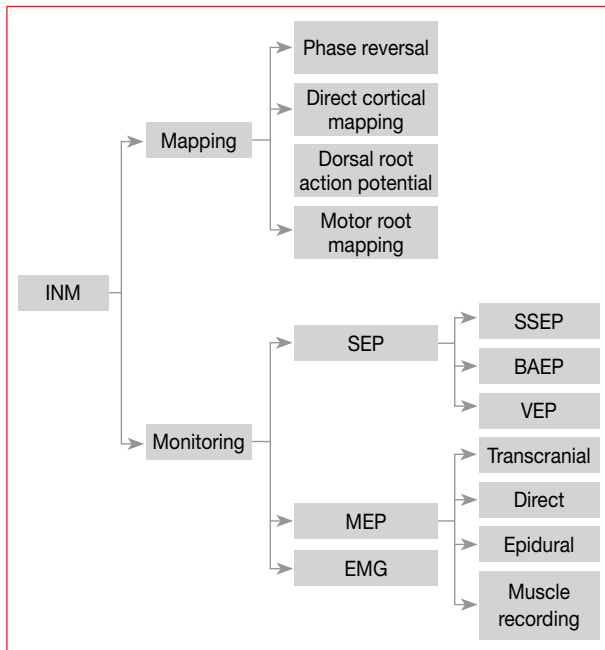 Phase reversal
Direct cortical
mapping
Mapping
Dorsal root
action potential
Motor root
mapping
INM
SSEP
SEP
BAEP
VEP
Monitoring
Transcranial
Direct
MEP
Epidural
EMG
Muscle
recording